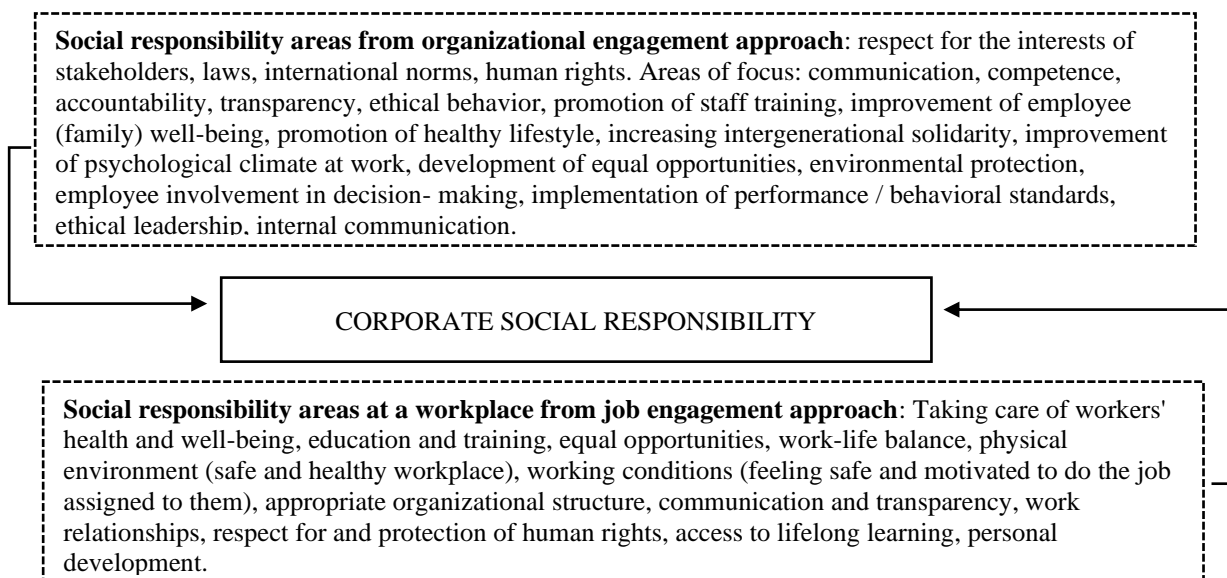 Social responsibility areas from organizational engagement approach: respect for the interests of
stakeholders, laws, international norms, human rights. Areas of focus: communication, competence,
accountability, transparency, ethical behavior, promotion of staff training, improvement of employee
(family) well-being, promotion of healthy lifestyle, increasing intergenerational solidarity, improvement
of psychological climate at work, development of equal opportunities, environmental protection,
employee involvement in decision- making, implementation of performance / behavioral standards,
ethical leadership, internal communication.
CORPORATE SOCIAL RESPONSIBILITY
Social responsibility areas at a workplace from job engagement approach: Taking care of workers'
health and well-being, education and training, equal opportunities, work-life balance, physical
environment (safe and healthy workplace), working conditions (feeling safe and motivated to do the job
assigned to them), appropriate organizational structure, communication and transparency, work
relationships, respect for and protection of human rights, access to lifelong learning, personal
development.